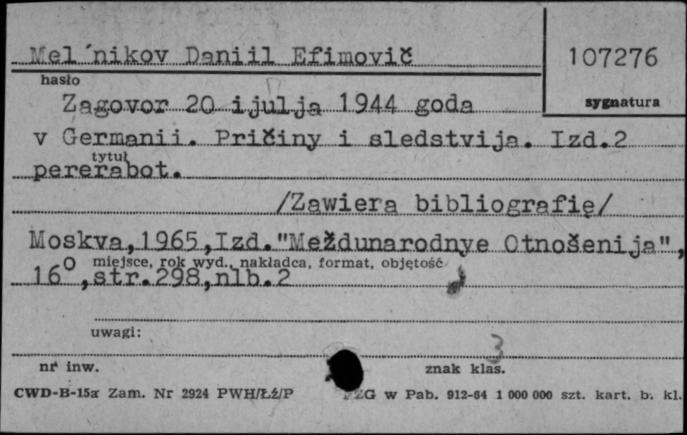 Mel´nikov Daniil Efimovič
107276
hasło
Zagovor 20 ijulja 1944 goda
sygnatura
v Germanii. Pričiny i sledstvija. Izd.2
tytuł
pererabot.
/Zawiera bibliografię/
Moskva,1965,Izd."Meždunarodnye Otnošenija",
miejsce, rok wyd., nakładca, format, objętość
16⁰,str.298,nlb.2
uwagi:
3
nr inw.
znak klas.
CWD-B-15a Zam. Nr 2924 PWH/Łź/P
ZG w Pab. 912-64 1 000 000 szt. kart. b. kl.